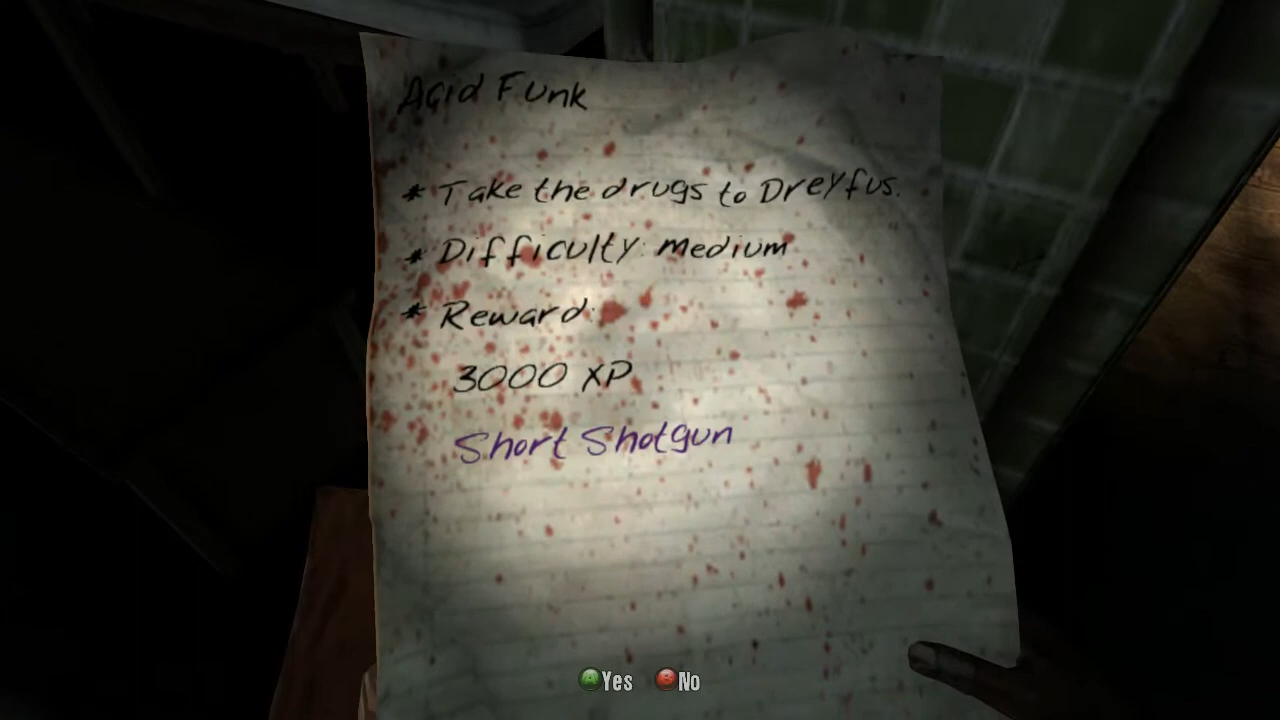 Acid Funk
* Take the drugs to Dreyfus.
* Difficulty: medium
* Reward:
3000 XP
Short Shotgun
A Yes B No